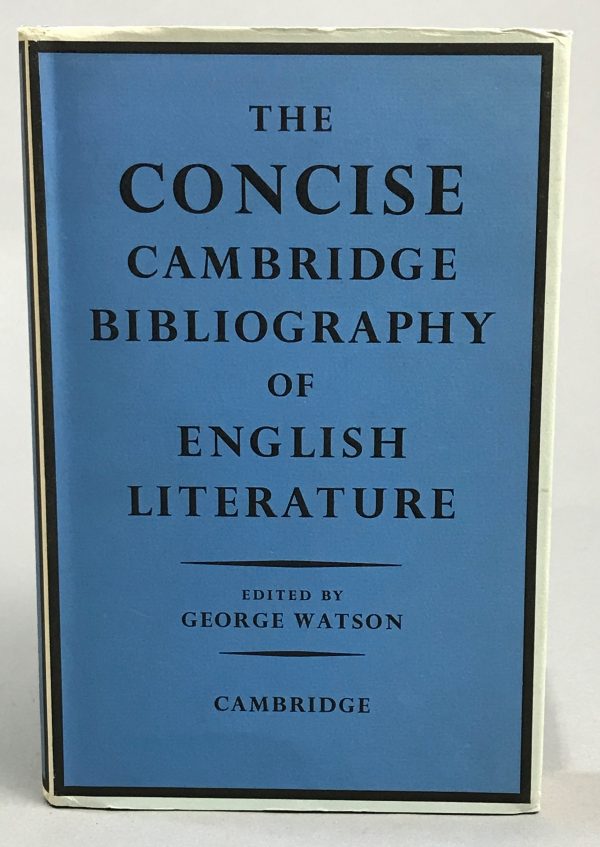 THE
CONCISE
CAMBRIDGE
BIBLIOGRAPHY
OF
ENGLISH
LITERATURE
EDITED BY
GEORGE WATSON
CAMBRIDGE